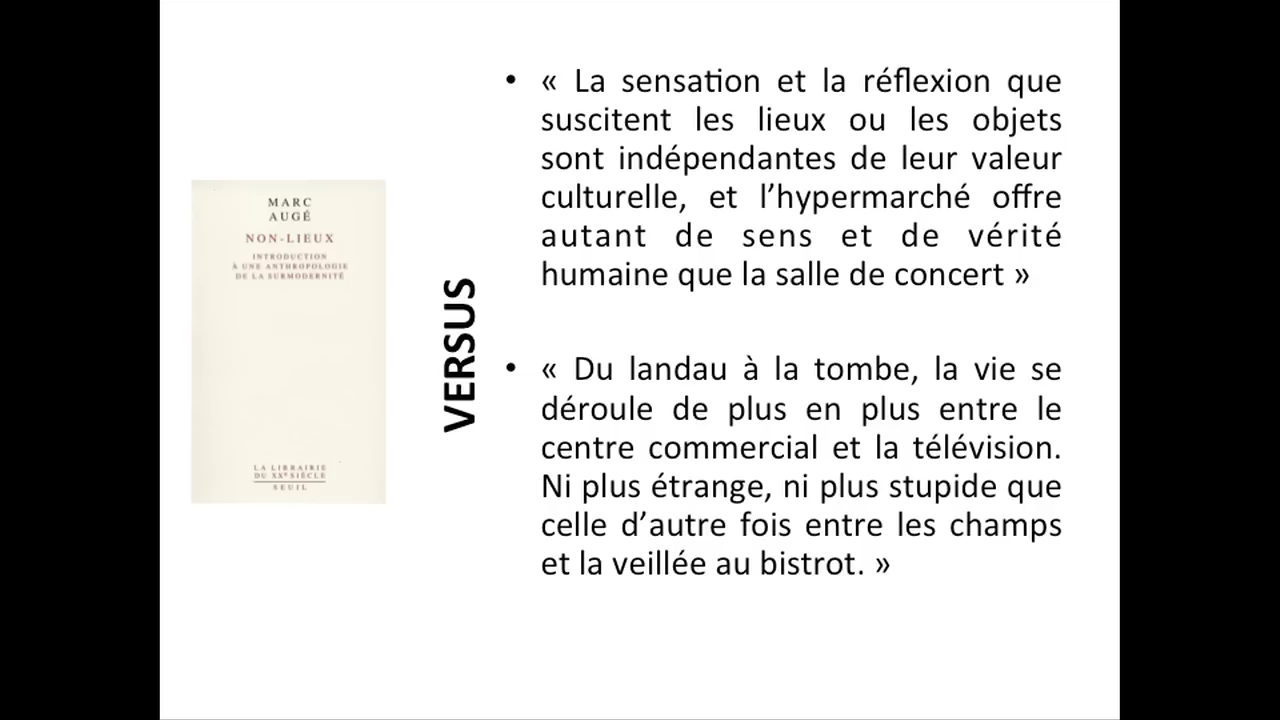 MARC
AUGÉ
NON-LIEUX
INTRODUCTION
À UNE ANTHROPOLOGIE
DE LA SURMODERNITÉ
LA LIBRAIRIE
DU XXᵉ SIÈCLE
SEUIL
VERSUS
• « La sensation et la réflexion que
suscitent les lieux ou les objets
sont indépendantes de leur valeur
culturelle, et l’hypermarché offre
autant de sens et de vérité
humaine que la salle de concert »
• « Du landau à la tombe, la vie se
déroule de plus en plus entre le
centre commercial et la télévision.
Ni plus étrange, ni plus stupide que
celle d’autre fois entre les champs
et la veillée au bistrot. »